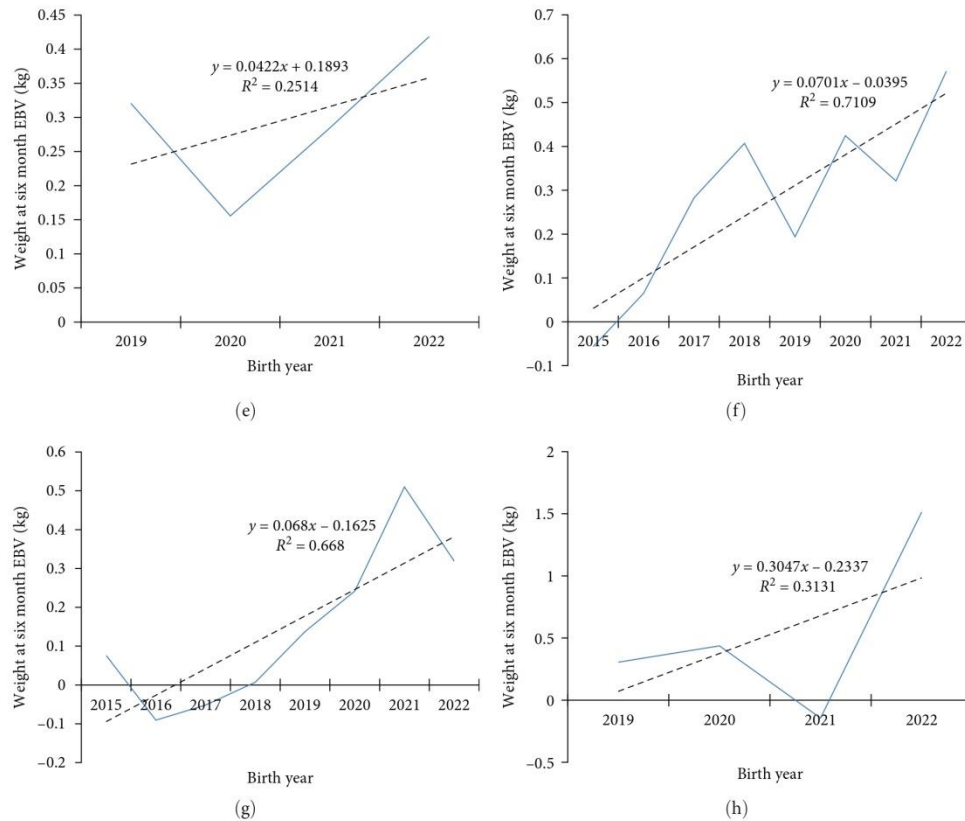 0.45
0.4
0.35
0.3
0.25
0.2
0.15
0.1
0.05
0
Weight at six month EBV (kg)
y = 0.0422x + 0.1893
R² = 0.2514
2019 2020 2021 2022
Birth year
(e)
0.7
0.6
0.5
0.4
0.3
0.2
0.1
0
–0.1
Weight at six month EBV (kg)
y = 0.0701x – 0.0395
R² = 0.7109
2015 2016 2017 2018 2019 2020 2021 2022
Birth year
(f)
0.6
0.5
0.4
0.3
0.2
0.1
0
–0.1
–0.2
Weight at six month EBV (kg)
y = 0.068x – 0.1625
R² = 0.668
2015 2016 2017 2018 2019 2020 2021 2022
Birth year
(g)
2
1.5
1
0.5
0
–0.5
Weight at six month EBV (kg)
y = 0.3047x – 0.2337
R² = 0.3131
2019 2020 2021 2022
Birth year
(h)